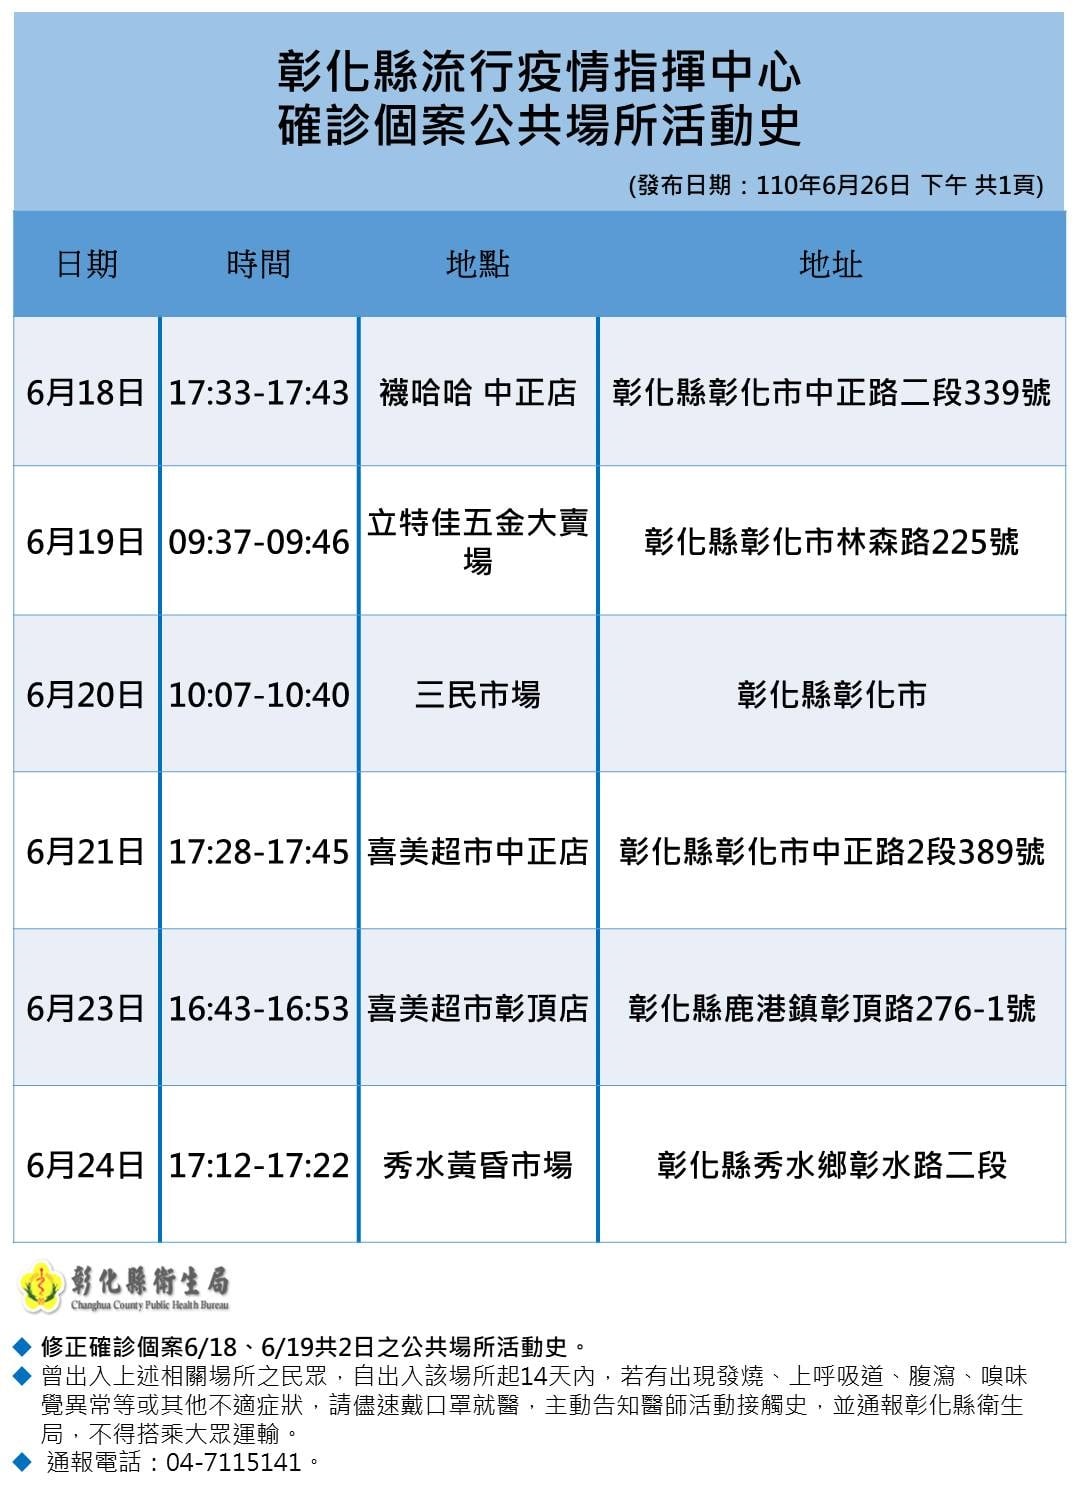 彰化縣流行疫情指揮中心
確診個案公共場所活動史
(發布日期：110年6月26日 下午 共1頁)
日期 時間 地點 地址
6月18日 17:33-17:43 襪哈哈 中正店 彰化縣彰化市中正路二段339號
6月19日 09:37-09:46 立特佳五金大賣
場 彰化縣彰化市林森路225號
6月20日 10:07-10:40 三民市場 彰化縣彰化市
6月21日 17:28-17:45 喜美超市中正店 彰化縣彰化市中正路2段389號
6月23日 16:43-16:53 喜美超市彰頂店 彰化縣鹿港鎮彰頂路276-1號
6月24日 17:12-17:22 秀水黃昏市場 彰化縣秀水鄉彰水路二段
彰化縣衛生局
Changhua County Public Health Bureau
◆ 修正確診個案6/18、6/19共2日之公共場所活動史。
◆ 曾出入上述相關場所之民眾，自出入該場所起14天內，若有出現發燒、上呼吸道、腹瀉、嗅味
覺異常等或其他不適症狀，請儘速戴口罩就醫，主動告知醫師活動接觸史，並通報彰化縣衛生
局，不得搭乘大眾運輸。
◆ 通報電話：04-7115141。